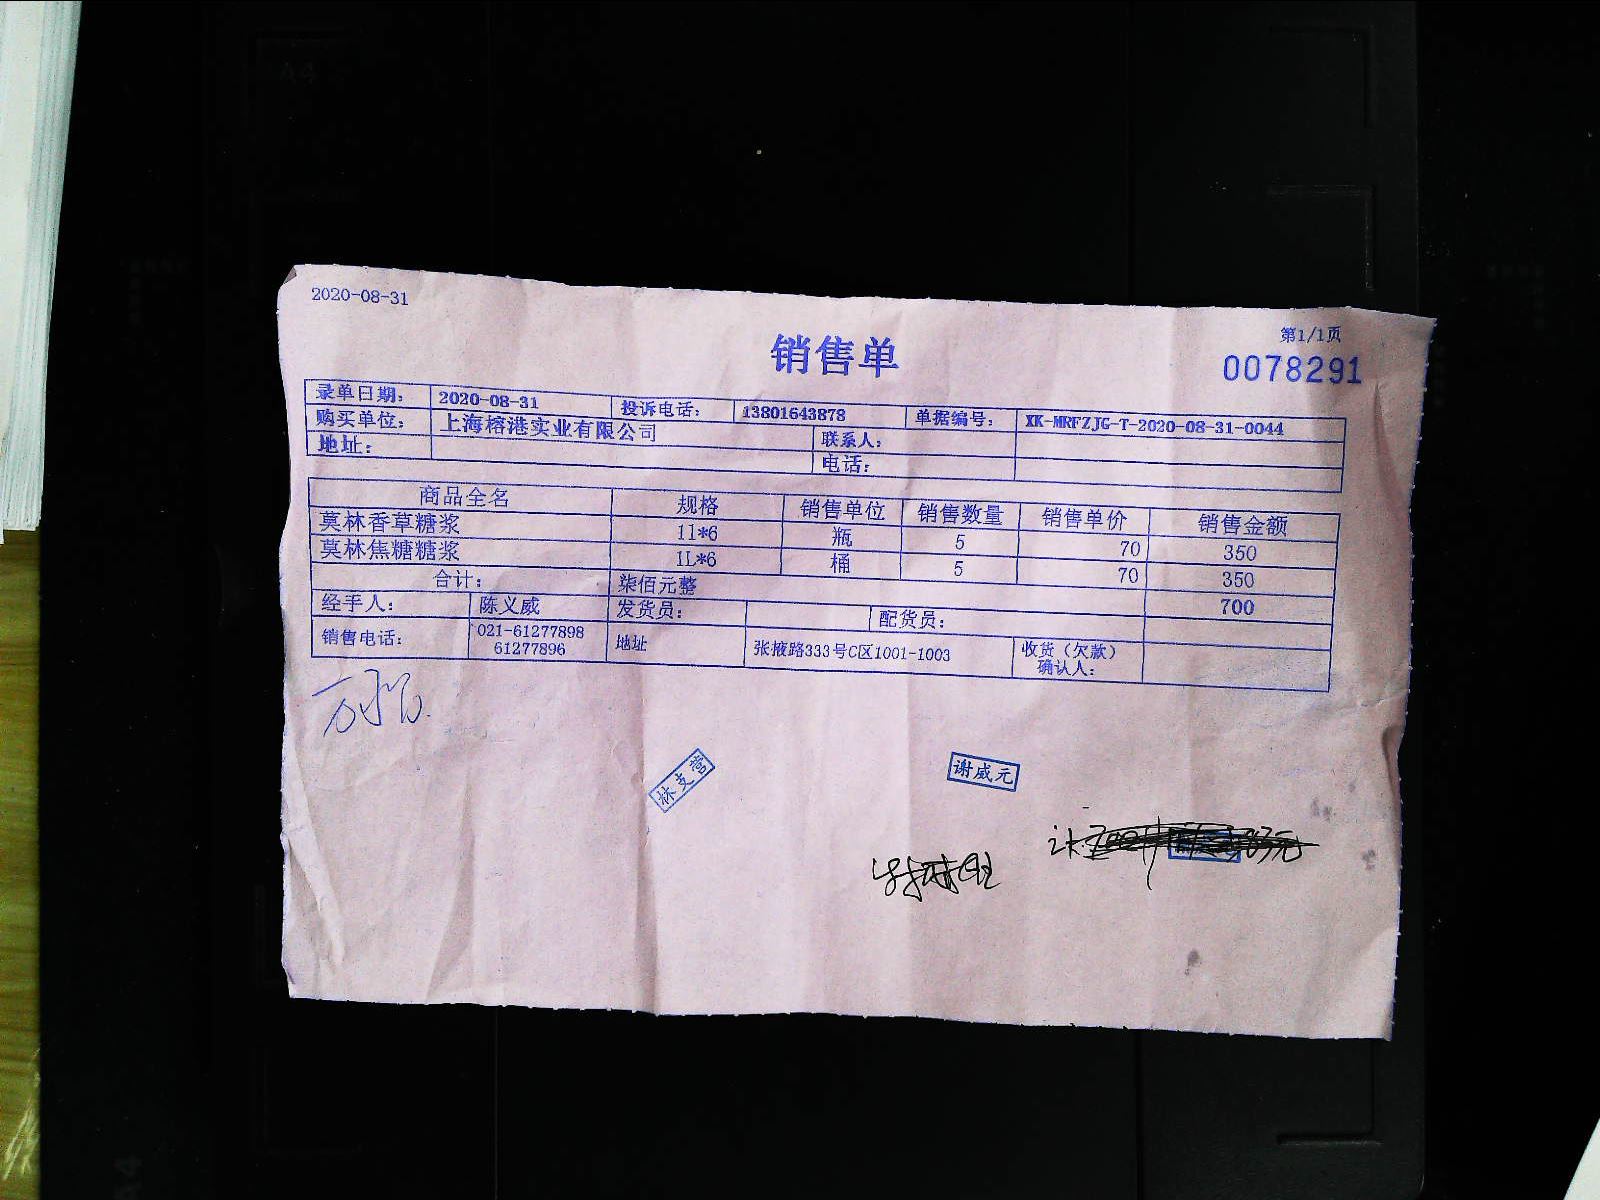 2020-08-31
第1/1页
销售单
0078291
录单日期: 2020-08-31 投诉电话: 13801643878 单据编号: XK-MRFZJG-T-2020-08-31-0044
购买单位: 上海榕港实业有限公司 联系人:
地址: 电话:
商品全名 规格 销售单位 销售数量 销售单价 销售金额
莫林香草糖浆 1l*6 瓶 5 70 350
莫林焦糖糖浆 1L*6 桶 5 70 350
合计: 柒佰元整 700
经手人: 陈义威 发货员: 配货员:
销售电话: 021-61277898 61277896 地址 张掖路333号C区1001-1003 收货（欠款）确认人:
林支营
谢威元